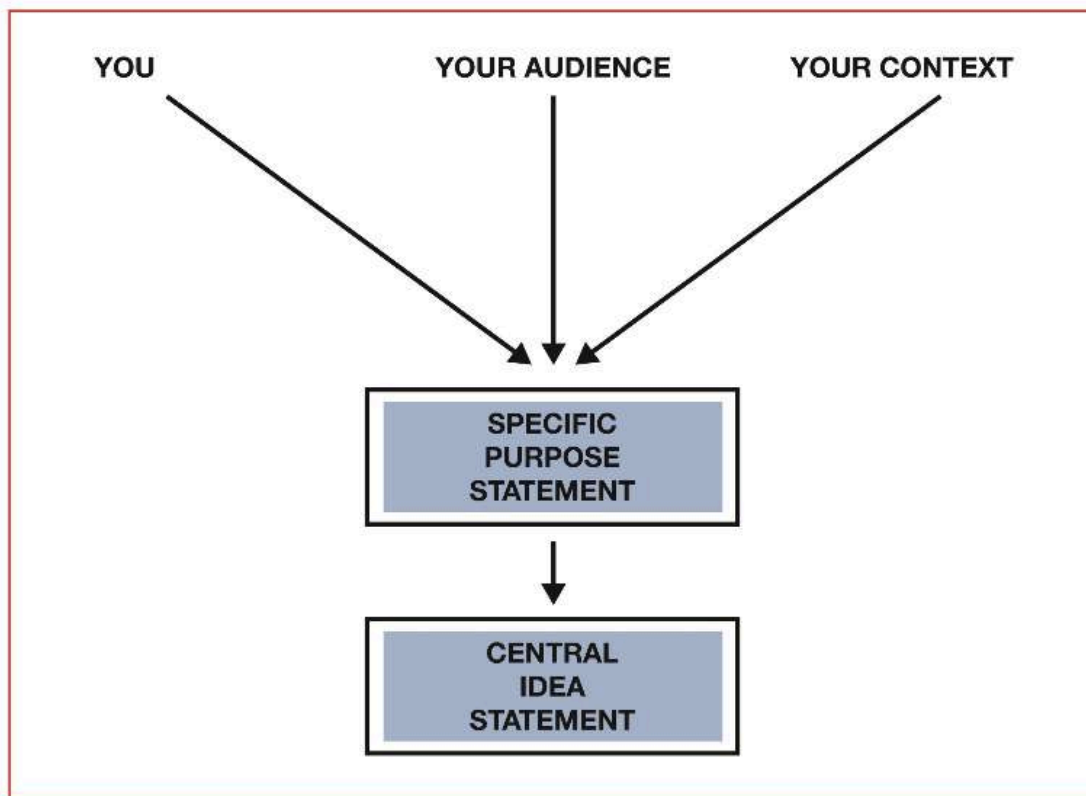 YOU
YOUR AUDIENCE
YOUR CONTEXT
SPECIFIC
PURPOSE
STATEMENT
CENTRAL
IDEA
STATEMENT